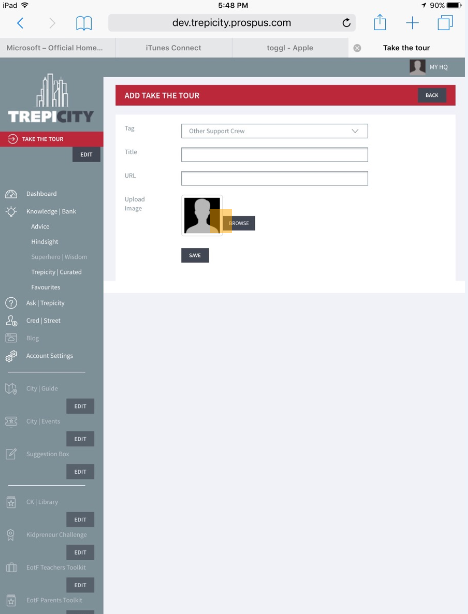 iPad 5:48 PM 90%
dev.trepicity.prospus.com
Microsoft – Official Home... iTunes Connect toggl - Apple Take the tour
MY HQ
TREPICITY
TAKE THE TOUR
EDIT
Dashboard
Knowledge | Bank
Advice
Hindsight
Superhero | Wisdom
Trepicity | Curated
Favourites
Ask | Trepicity
Cred | Street
Blog
Account Settings
City | Guide
EDIT
City | Events
EDIT
Suggestion Box
EDIT
CK | Library
EDIT
Kidpreneur Challenge
EDIT
EotF Teachers Toolkit
EDIT
EotF Parents Toolkit
EDIT
ADD TAKE THE TOUR BACK
Tag Other Support Crew
Title
URL
Upload
Image
BROWSE
SAVE